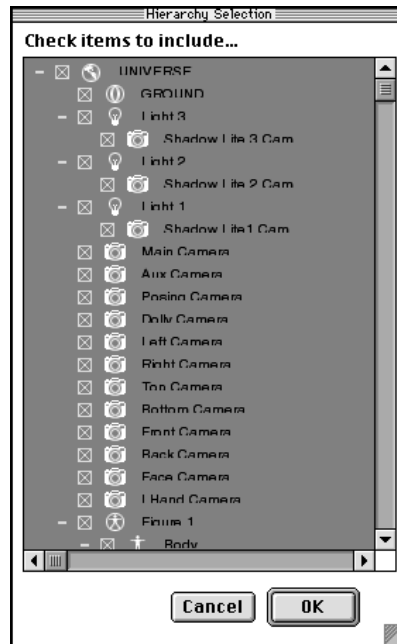 Hierarchy Selection
Check items to include...
UNIVERSE
GROUND
Light 3
Shadow Lite 3 Cam
Light 2
Shadow Lite 2 Cam
Light 1
Shadow Lite1 Cam
Main Camera
Aux Camera
Posing Camera
Dolly Camera
Left Camera
Right Camera
Top Camera
Bottom Camera
Front Camera
Back Camera
Face Camera
LHand Camera
Figure 1
Body
Cancel OK